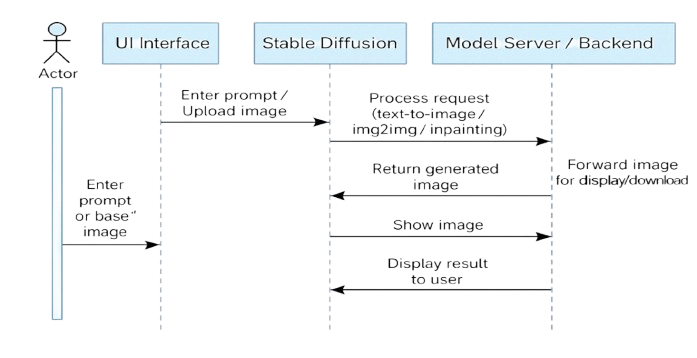 UI Interface
Stable Diffusion
Model Server / Backend
Actor
Enter prompt /
Upload image
Process request
(text-to-image /
img2img / inpainting)
Return generated
image
Forward image
for display/download
Enter
prompt
or base"
image
Show image
Display result
to user